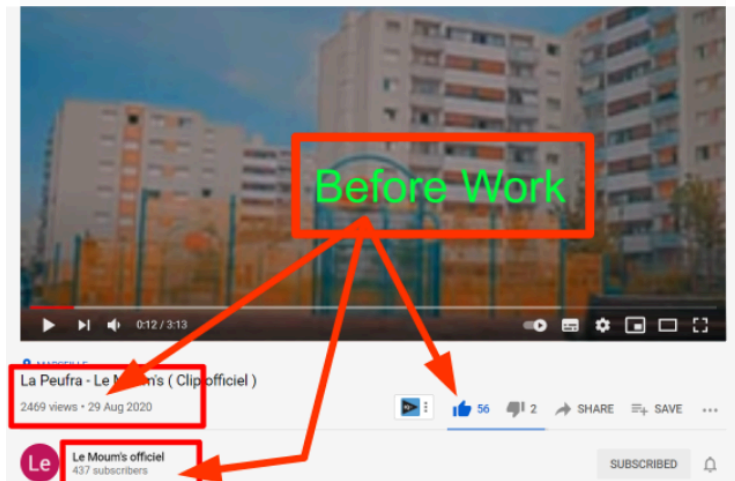 Before Work
0:12 / 3:13
MARSEILLE
La Peufra - Le Moum's ( Clip officiel )
2469 views • 29 Aug 2020
56 2 SHARE SAVE
Le
Le Moum's officiel
437 subscribers
SUBSCRIBED